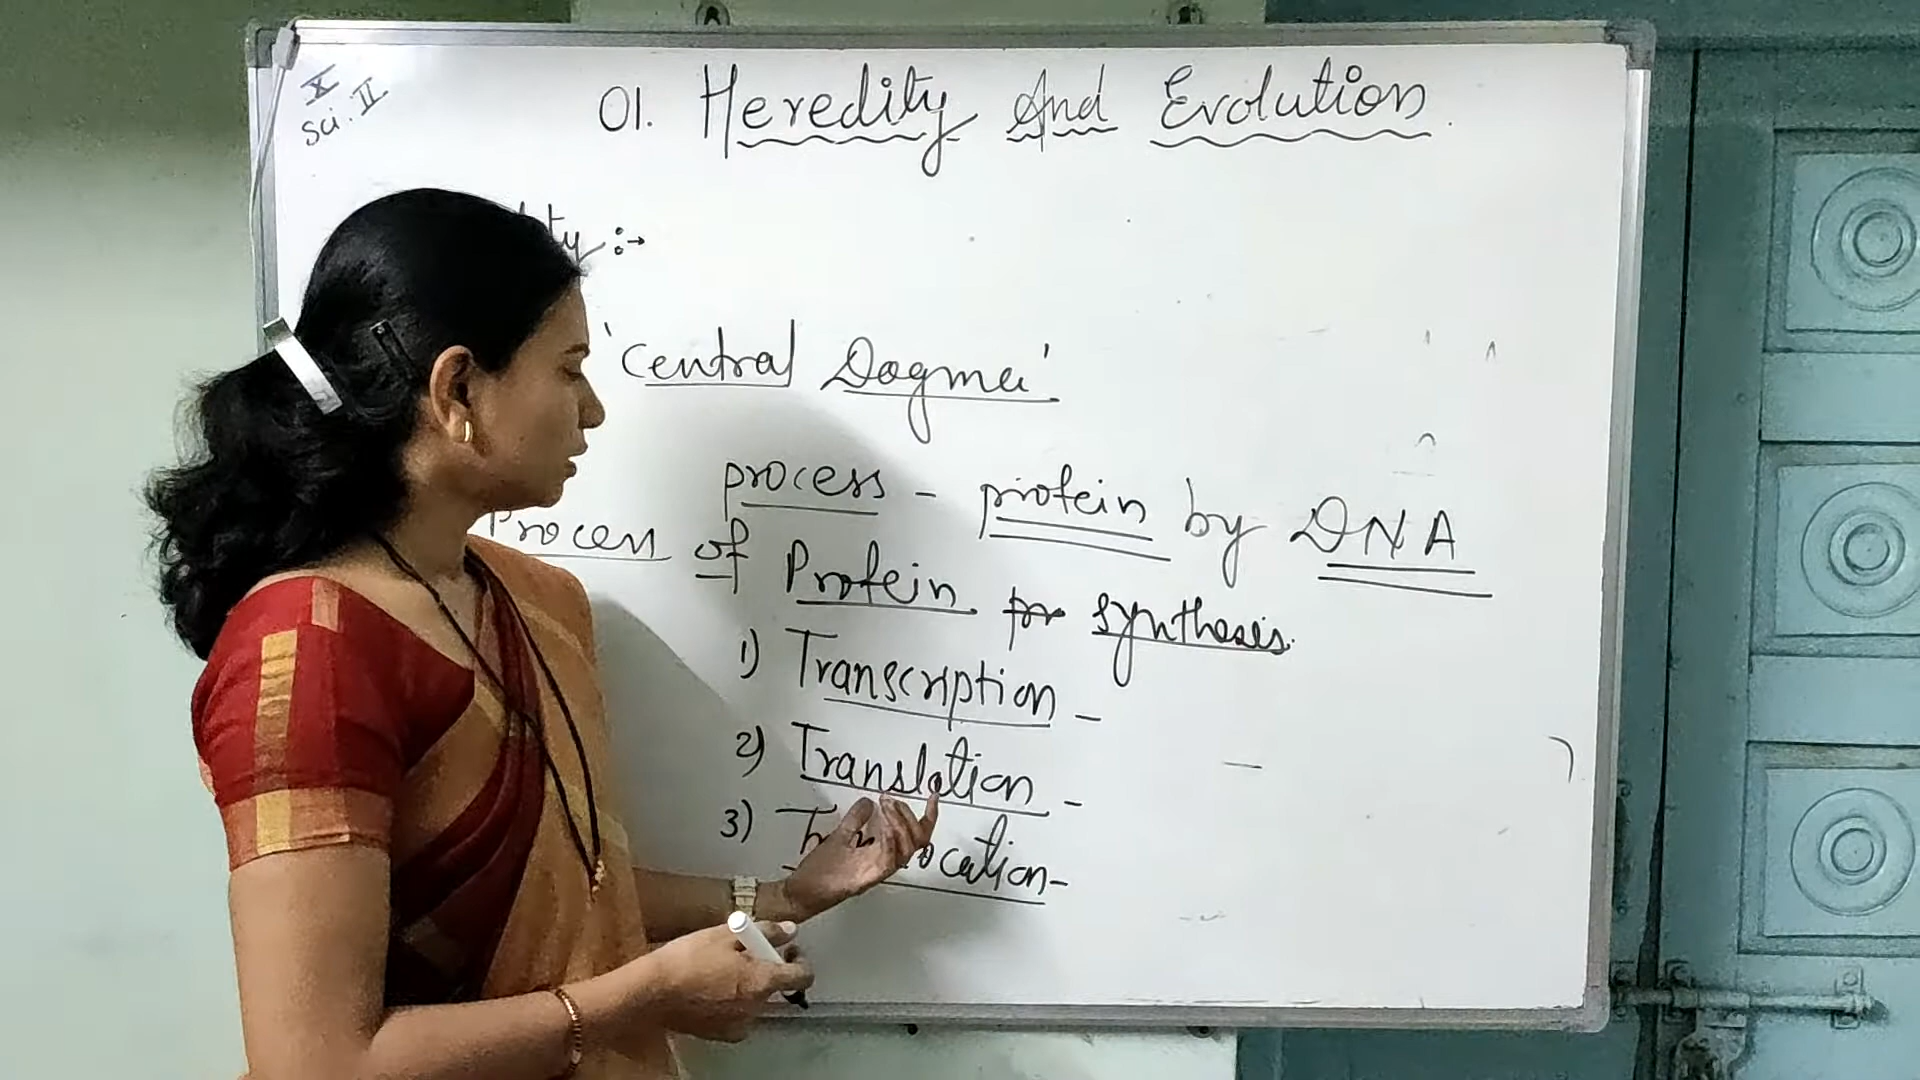 X
Sci. II
01. Heredity And Evolution.
:→
'Central Dogma'
process - protein by DNA
Process of Protein for synthesis.
1) Transcription -
2) Translation -
3)